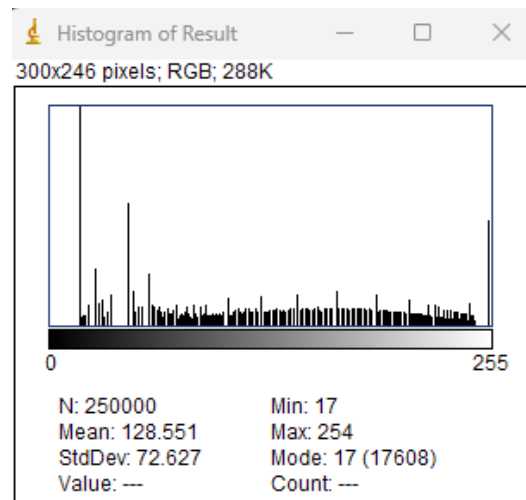 Histogram of Result
300x246 pixels; RGB; 288K
0 255
N: 250000 Min: 17
Mean: 128.551 Max: 254
StdDev: 72.627 Mode: 17 (17608)
Value: --- Count: ---